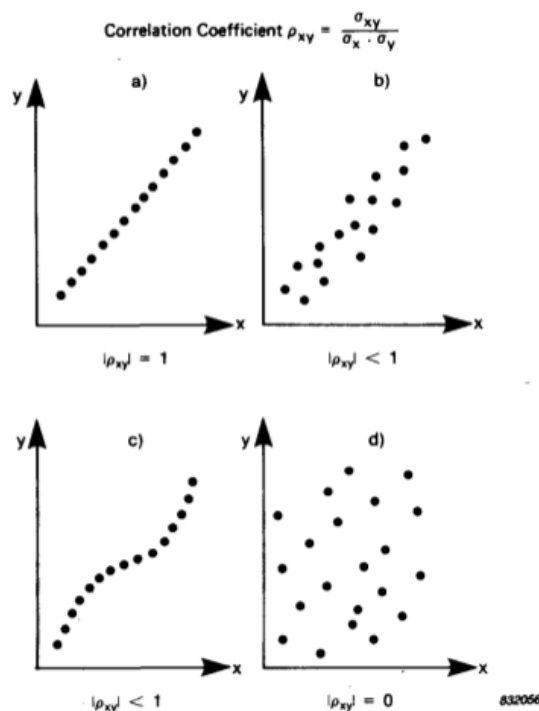 Correlation Coefficient ρxy = σxy / σx · σy
a)
b)
y
x
y
x
|ρxy| = 1
|ρxy| < 1
c)
d)
y
x
y
x
|ρxy| < 1
|ρxy| = 0
832056